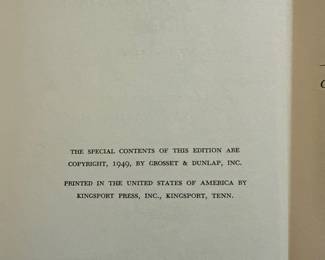 THE SPECIAL CONTENTS OF THIS EDITION ARE
COPYRIGHT, 1949, BY GROSSET & DUNLAP, INC.
PRINTED IN THE UNITED STATES OF AMERICA BY
KINGSPORT PRESS, INC., KINGSPORT, TENN.